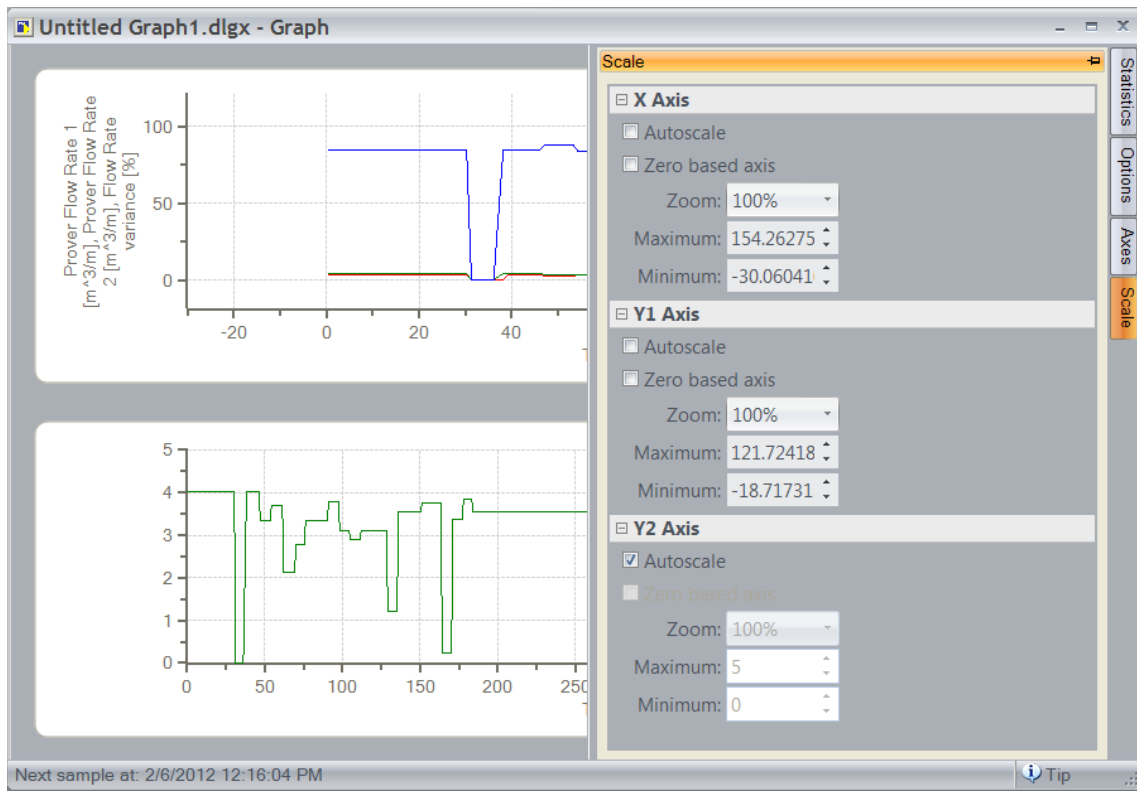 Untitled Graph1.dlgx - Graph
Prover Flow Rate 1
[m^3/m], Prover Flow Rate
2 [m^3/m], Flow Rate
variance [%]
100
50
0
-20
0
20
40
T
5
4
3
2
1
0
0
50
100
150
200
250
T
Scale
X Axis
Autoscale
Zero based axis
Zoom: 100%
Maximum: 154.26275
Minimum: -30.06041
Y1 Axis
Autoscale
Zero based axis
Zoom: 100%
Maximum: 121.72418
Minimum: -18.71731
Y2 Axis
Autoscale
Zero based axis
Zoom: 100%
Maximum: 5
Minimum: 0
Statistics
Options
Axes
Scale
Next sample at: 2/6/2012 12:16:04 PM
Tip